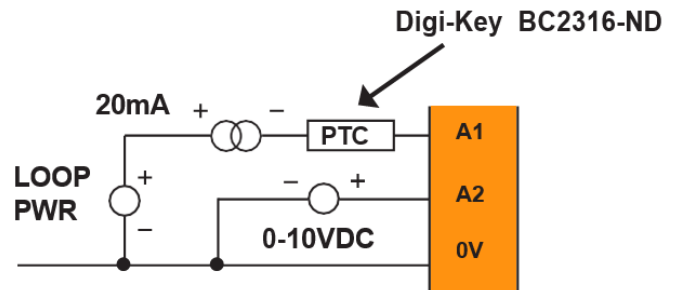 Digi-Key BC2316-ND
20mA + −
PTC
A1
LOOP
PWR
+
−
− +
A2
0-10VDC
0V